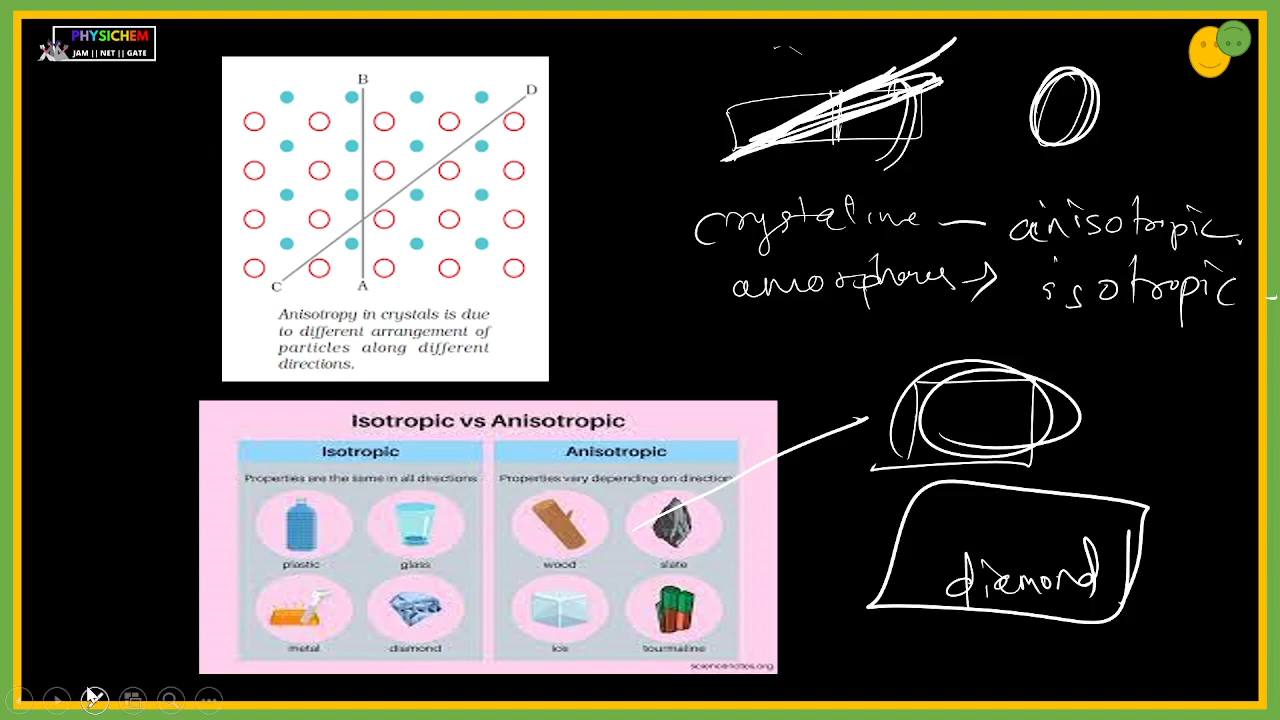 PHYSICHEM
JAM || NET || GATE
B
D
C
A
Anisotropy in crystals is due
to different arrangement of
particles along different
directions.
crystaline — anisotropic.
amorphous → isotropic
Isotropic vs Anisotropic
Isotropic
Anisotropic
Properties are the same in all directions
Properties vary depending on direction
plastic
glass
wood
slate
metal
diamond
ice
tourmaline
sciencenotes.org
diamond